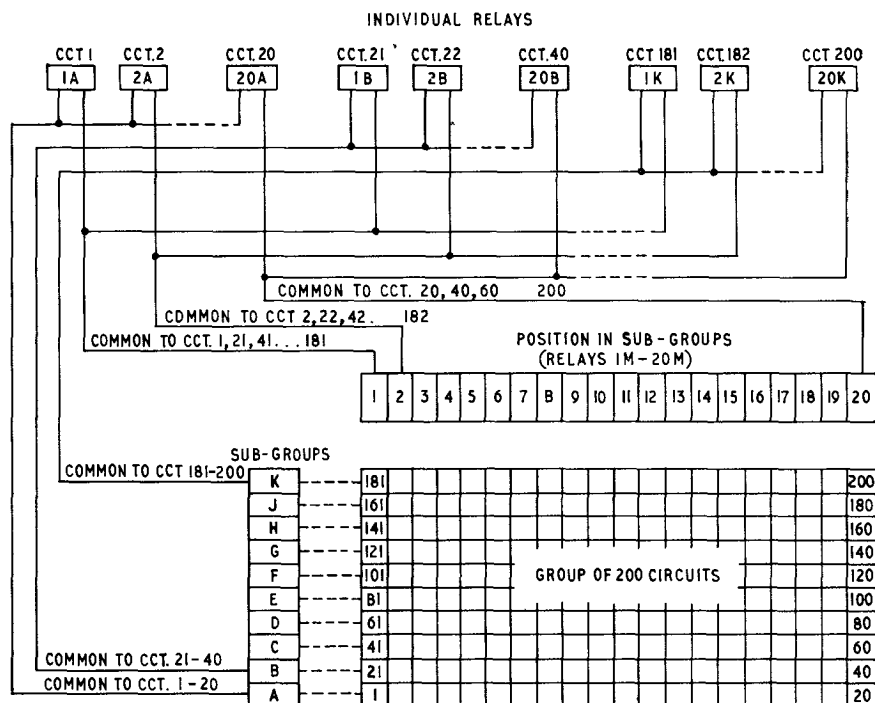 INDIVIDUAL RELAYS
CCT 1 CCT.2 CCT.20 CCT.21 CCT.22 CCT.40 CCT 181 CCT.182 CCT 200
1A 2A 20A 1B 2B 20B 1K 2K 20K
COMMON TO CCT. 20, 40, 60 200
COMMON TO CCT 2, 22, 42. 182
COMMON TO CCT. 1, 21, 41 ... 181
POSITION IN SUB-GROUPS
(RELAYS 1M-20M)
1 2 3 4 5 6 7 8 9 10 11 12 13 14 15 16 17 18 19 20
SUB-GROUPS
COMMON TO CCT 181-200 K 181 200
J 161 180
H 141 160
G 121 140
F 101 120
GROUP OF 200 CIRCUITS
E 81 100
D 61 80
C 41 60
COMMON TO CCT. 21-40 B 21 40
COMMON TO CCT. 1-20 A 1 20